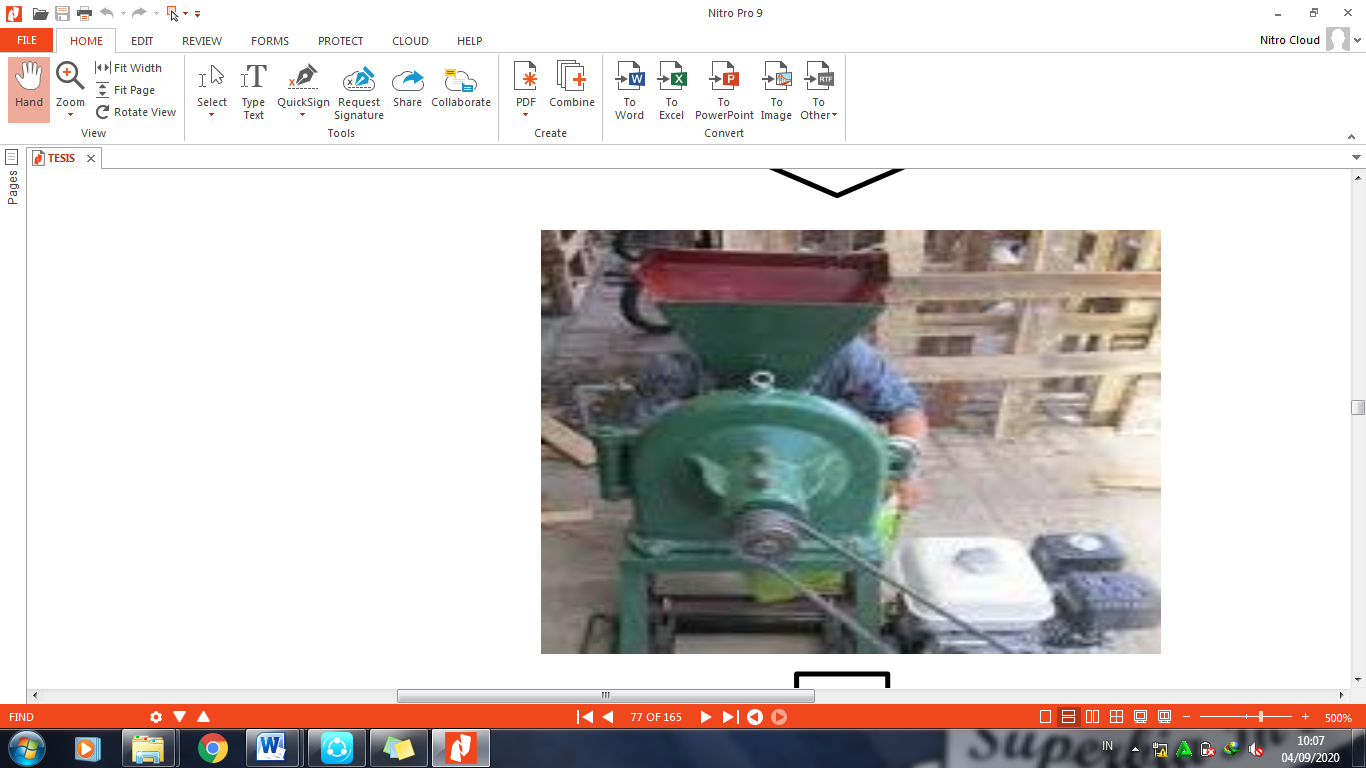 Nitro Pro 9
FILE HOME EDIT REVIEW FORMS PROTECT CLOUD HELP Nitro Cloud
Hand
Zoom
Fit Width
Fit Page
Rotate View
View
Select
Type Text
QuickSign
Request Signature
Share
Collaborate
Tools
PDF
Combine
Create
To Word
To Excel
To PowerPoint
To Image
To Other
Convert
TESIS
Pages
FIND
77 OF 165
500%
IN
10:07
04/09/2020